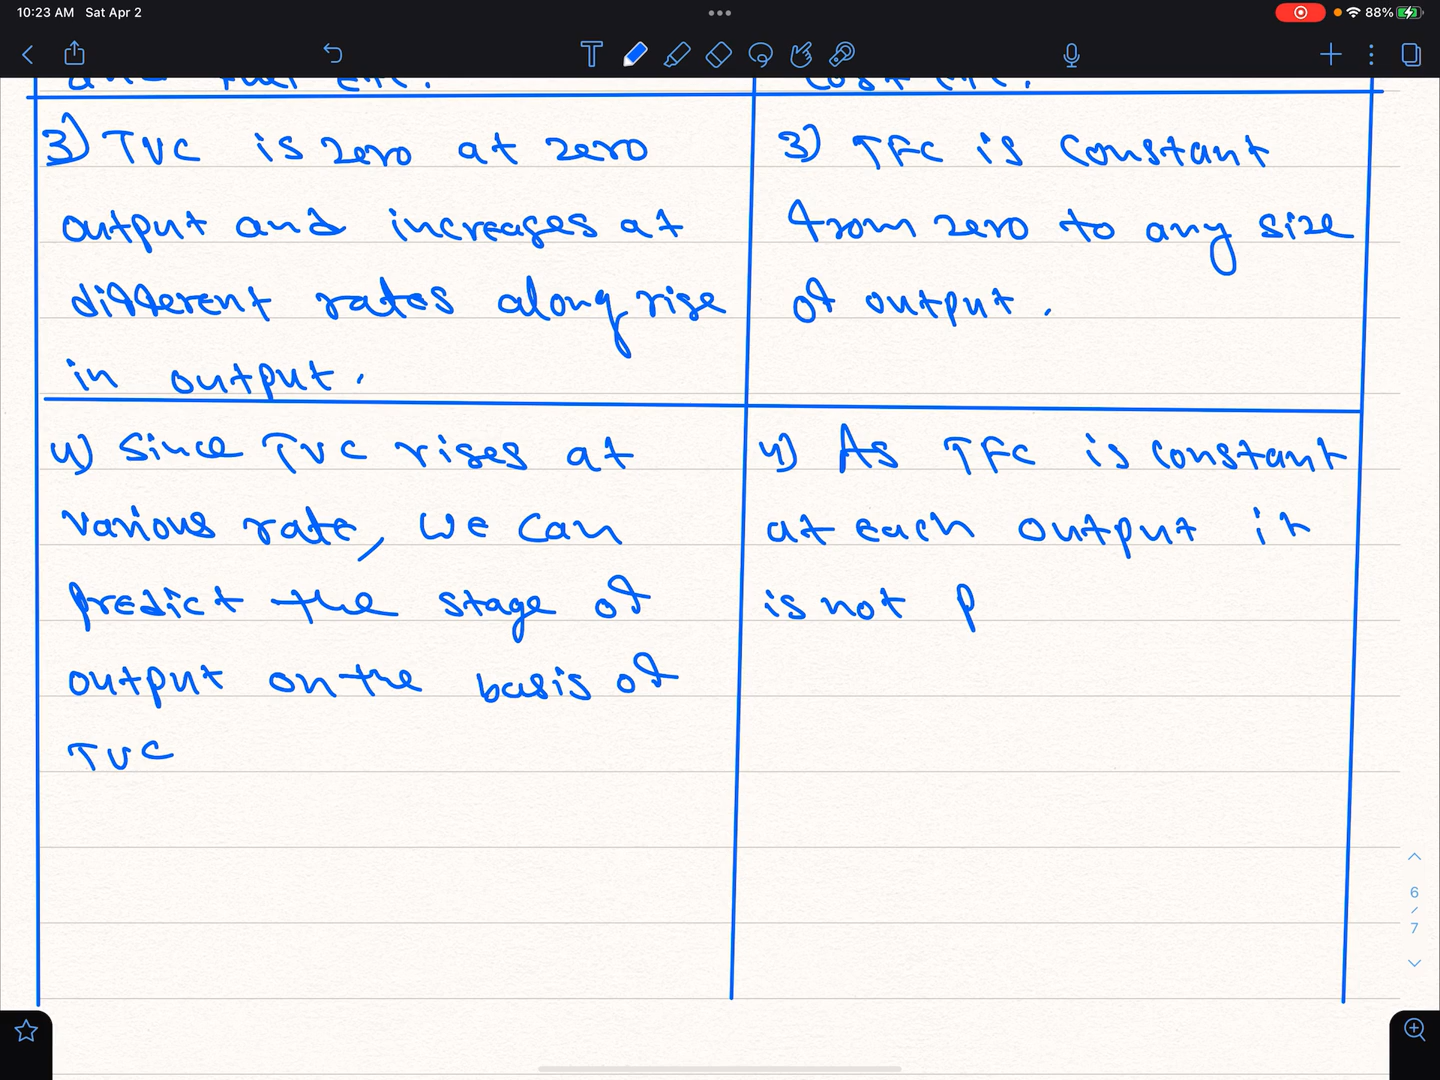 10:23 AM Sat Apr 2
88%
3) TVC is zero at zero
output and increases at
different rates along rise
in output.
3) TFC is constant
from zero to any size
of output.
4) Since TVC rises at
various rate, we can
predict the stage of
output on the basis of
TVC
4) As TFC is constant
at each output it
is not p
6
/
7